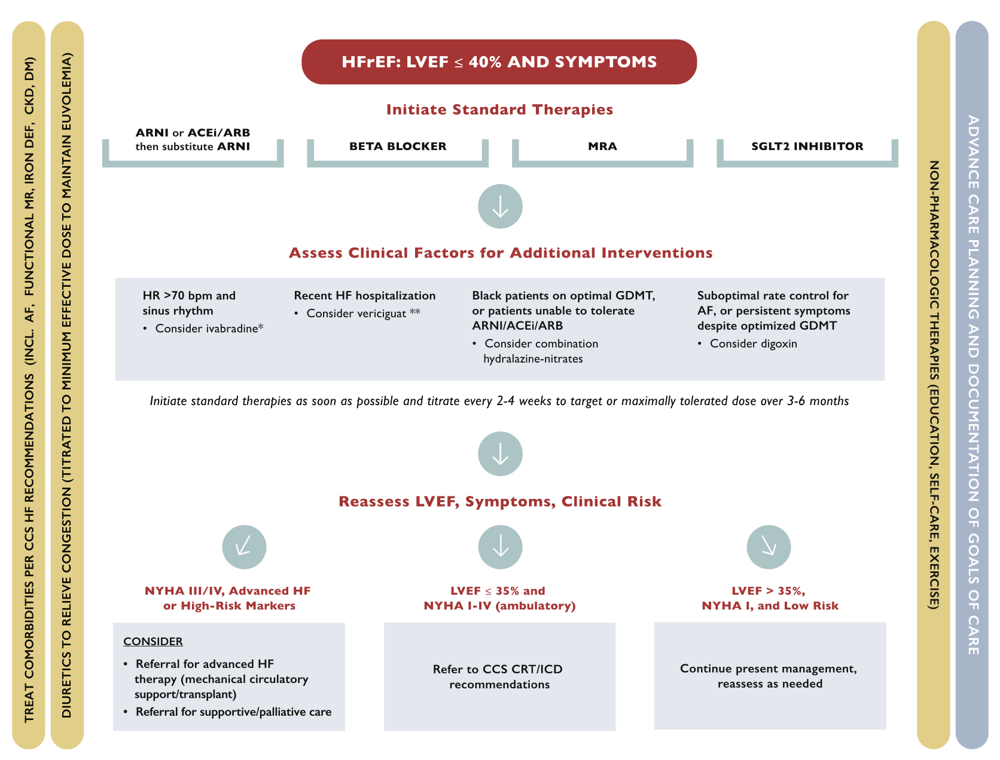 TREAT COMORBIDITIES PER CCS HF RECOMMENDATIONS (INCL. AF, FUNCTIONAL MR, IRON DEF, CKD, DM)
DIURETICS TO RELIEVE CONGESTION (TITRATED TO MINIMUM EFFECTIVE DOSE TO MAINTAIN EUVOLEMIA)
HFrEF: LVEF ≤ 40% AND SYMPTOMS
Initiate Standard Therapies
ARNI or ACEi/ARB
then substitute ARNI
BETA BLOCKER
MRA
SGLT2 INHIBITOR
Assess Clinical Factors for Additional Interventions
HR >70 bpm and
sinus rhythm
• Consider ivabradine*
Recent HF hospitalization
• Consider vericiguat **
Black patients on optimal GDMT,
or patients unable to tolerate
ARNI/ACEi/ARB
• Consider combination
hydralazine-nitrates
Suboptimal rate control for
AF, or persistent symptoms
despite optimized GDMT
• Consider digoxin
Initiate standard therapies as soon as possible and titrate every 2-4 weeks to target or maximally tolerated dose over 3-6 months
Reassess LVEF, Symptoms, Clinical Risk
NYHA III/IV, Advanced HF
or High-Risk Markers
CONSIDER
• Referral for advanced HF
therapy (mechanical circulatory
support/transplant)
• Referral for supportive/palliative care
LVEF ≤ 35% and
NYHA I-IV (ambulatory)
Refer to CCS CRT/ICD
recommendations
LVEF > 35%,
NYHA I, and Low Risk
Continue present management,
reassess as needed
NON-PHARMACOLOGIC THERAPIES (EDUCATION, SELF-CARE, EXERCISE)
ADVANCE CARE PLANNING AND DOCUMENTATION OF GOALS OF CARE